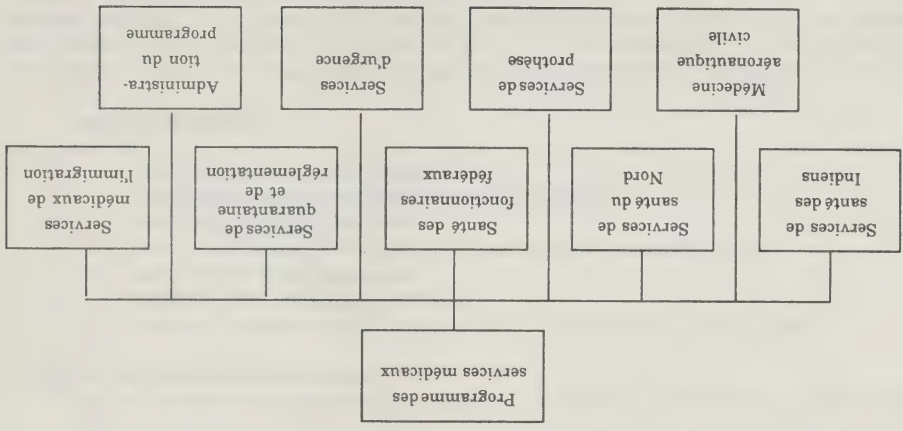 Programme des
services médicaux
Services de
santé des
Indiens
Services de
santé du
Nord
Santé des
fonctionnaires
fédéraux
Services de
quarantaine
et de
réglementation
Services
médicaux de
l'immigration
Médecine
aéronautique
civile
Services de
prothèse
Services
d'urgence
Administra-
tion du
programme